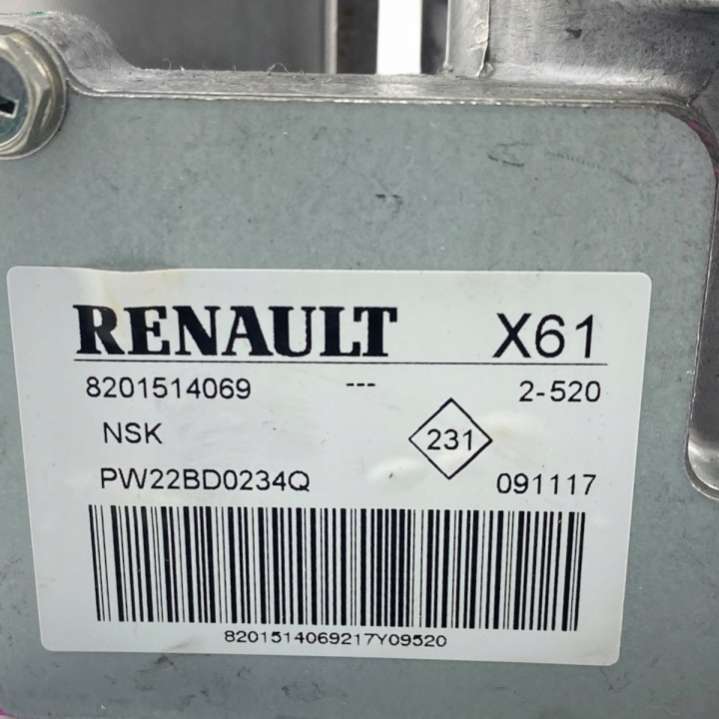 RENAULT X61
8201514069 --- 2-520
NSK 231
PW22BD0234Q 091117
8201514069217Y09520